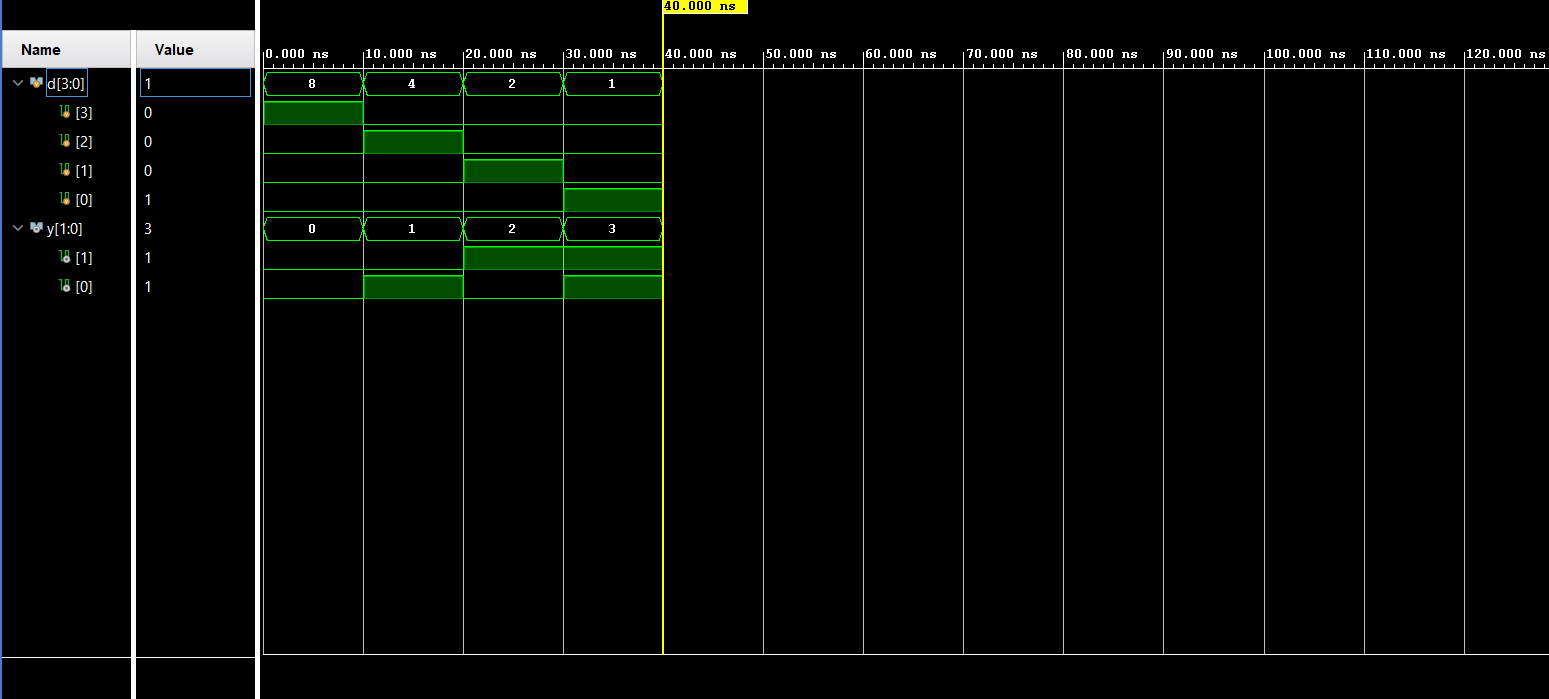 40.000 ns
Name Value
0.000 ns 10.000 ns 20.000 ns 30.000 ns 40.000 ns 50.000 ns 60.000 ns 70.000 ns 80.000 ns 90.000 ns 100.000 ns 110.000 ns 120.000 ns
d[3:0] 1 8 4 2 1
[3] 0
[2] 0
[1] 0
[0] 1
y[1:0] 3 0 1 2 3
[1] 1
[0] 1